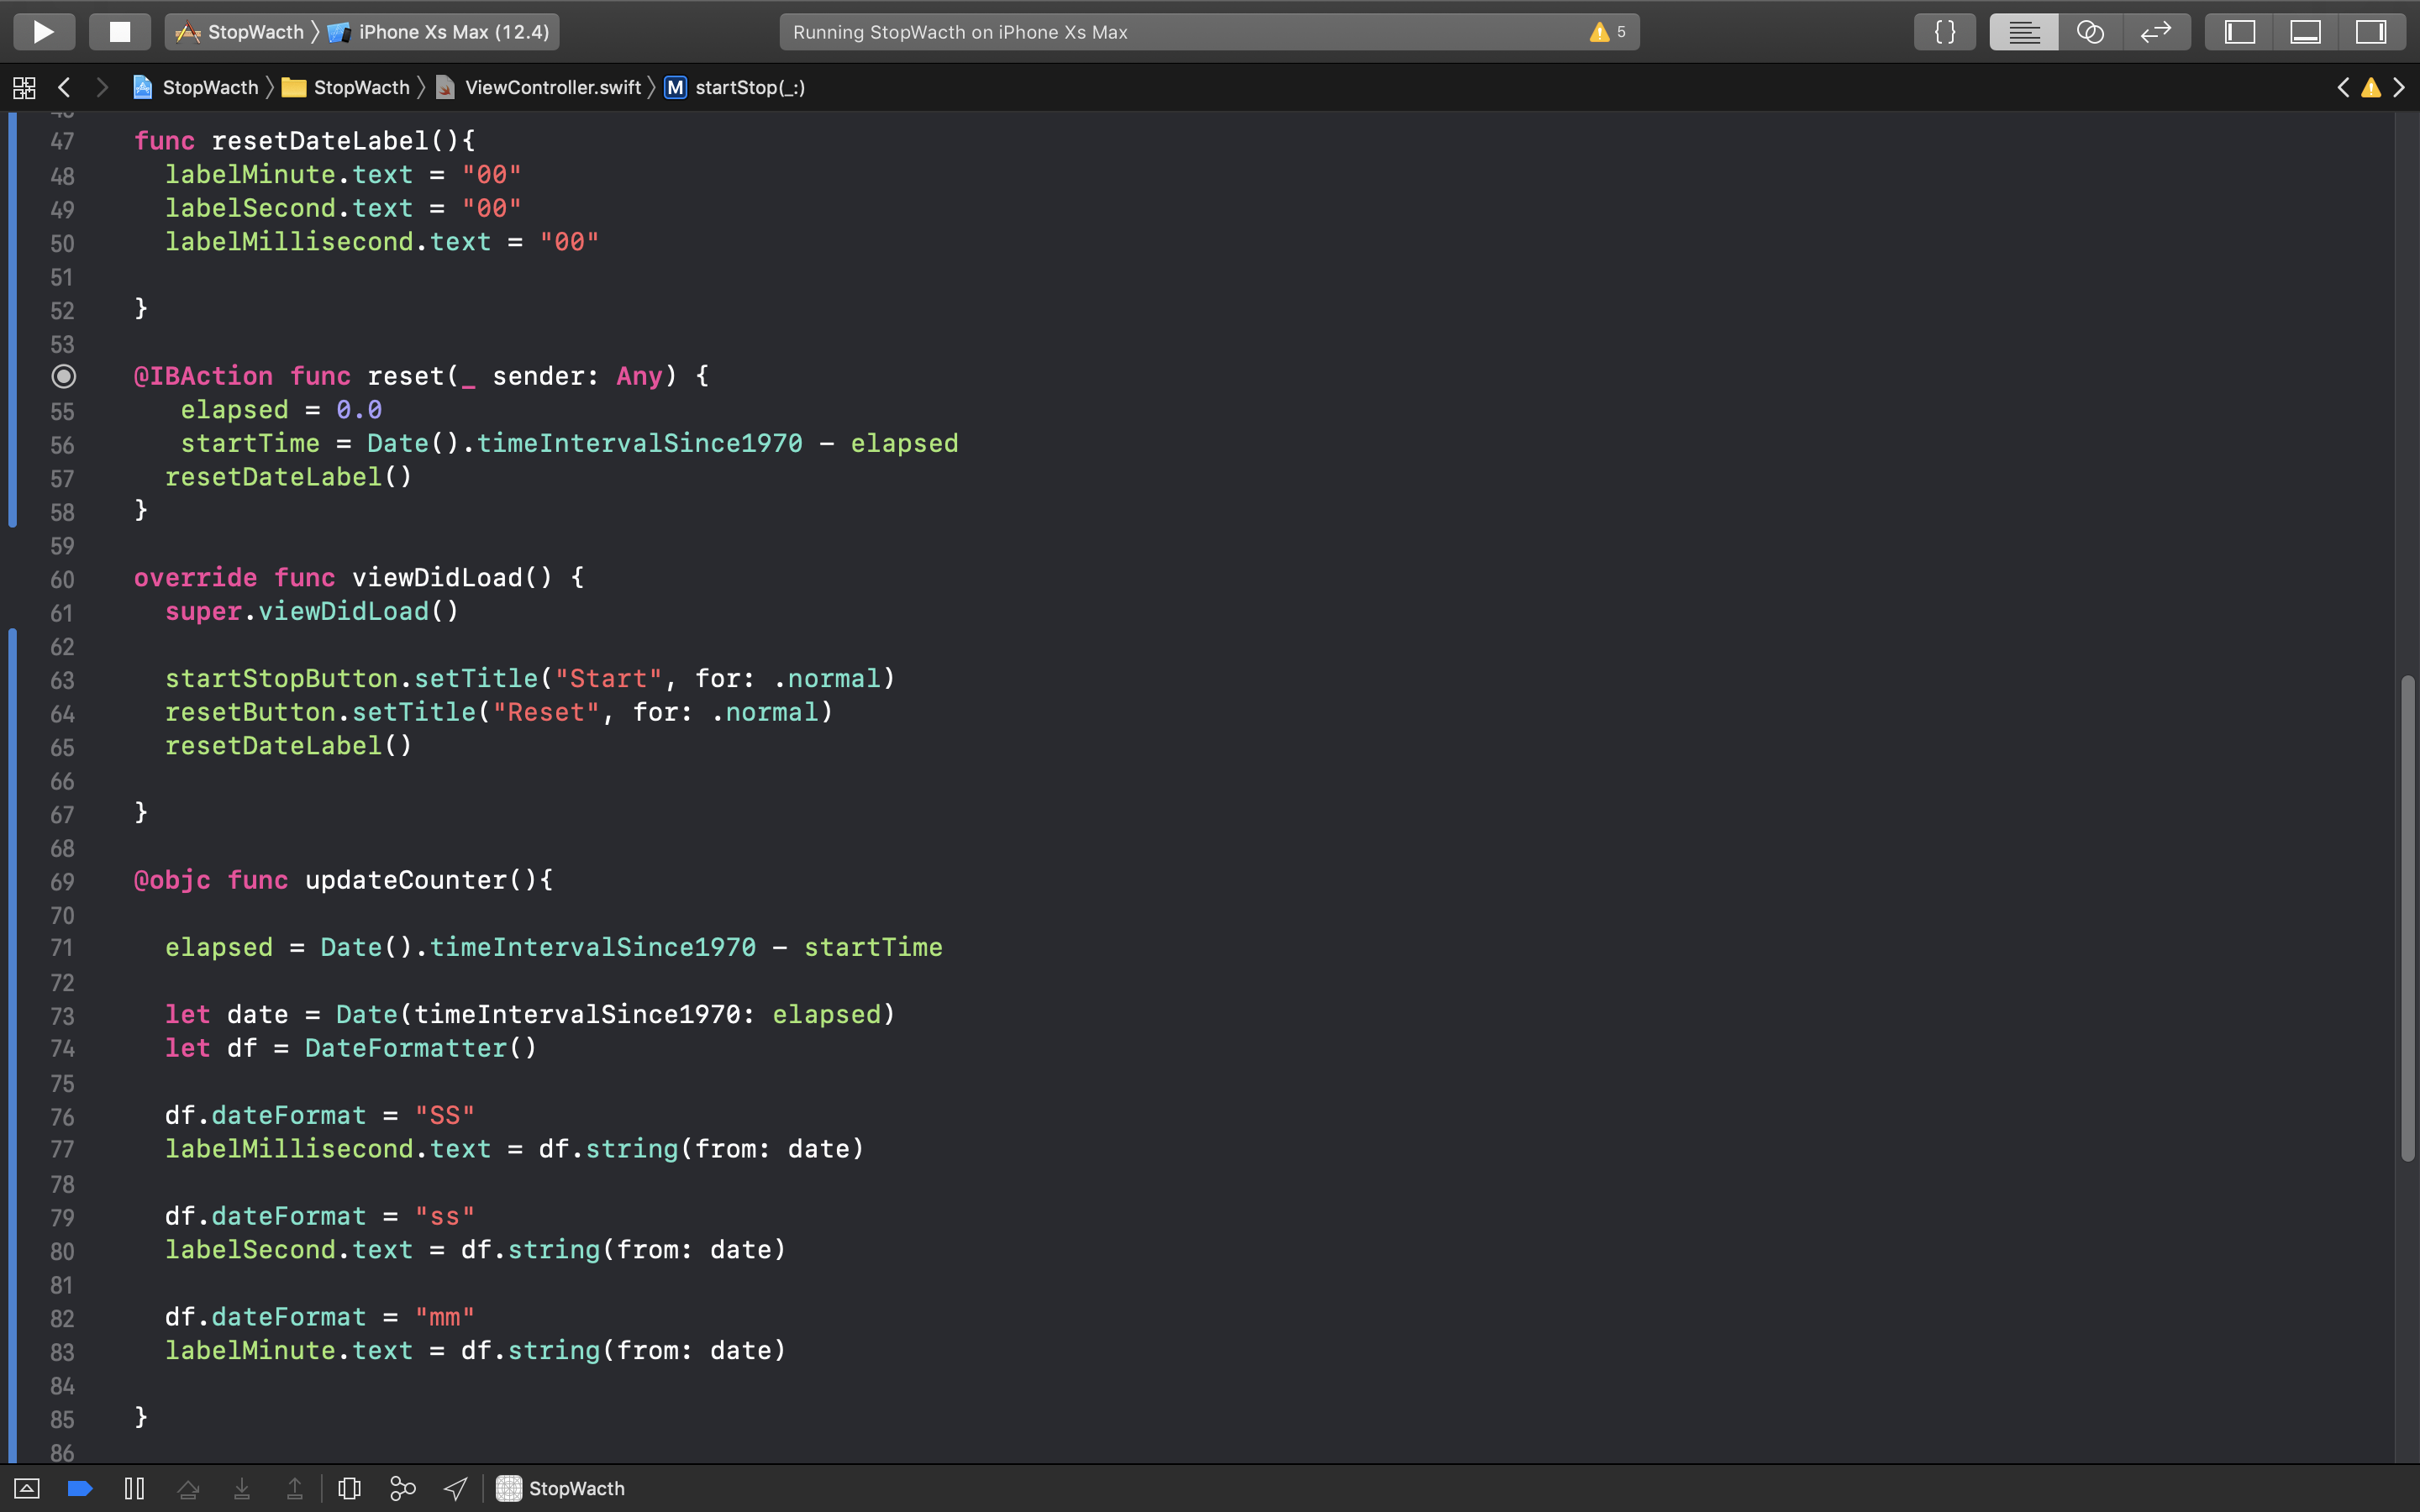 StopWacth iPhone Xs Max (12.4) Running StopWacth on iPhone Xs Max 5 {}
StopWacth StopWacth ViewController.swift M startStop(_:)
47 func resetDateLabel(){
48 labelMinute.text = "00"
49 labelSecond.text = "00"
50 labelMillisecond.text = "00"
51
52 }
53
@IBAction func reset(_ sender: Any) {
55 elapsed = 0.0
56 startTime = Date().timeIntervalSince1970 - elapsed
57 resetDateLabel()
58 }
59
60 override func viewDidLoad() {
61 super.viewDidLoad()
62
63 startStopButton.setTitle("Start", for: .normal)
64 resetButton.setTitle("Reset", for: .normal)
65 resetDateLabel()
66
67 }
68
69 @objc func updateCounter(){
70
71 elapsed = Date().timeIntervalSince1970 - startTime
72
73 let date = Date(timeIntervalSince1970: elapsed)
74 let df = DateFormatter()
75
76 df.dateFormat = "SS"
77 labelMillisecond.text = df.string(from: date)
78
79 df.dateFormat = "ss"
80 labelSecond.text = df.string(from: date)
81
82 df.dateFormat = "mm"
83 labelMinute.text = df.string(from: date)
84
85 }
86
StopWacth